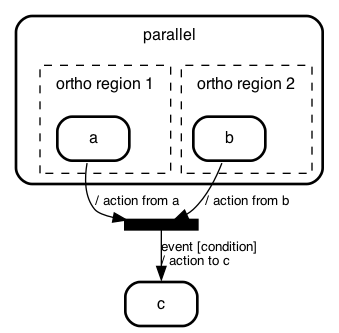 parallel
ortho region 1
ortho region 2
a
b
/ action from a
/ action from b
event [condition]
/ action to c
c